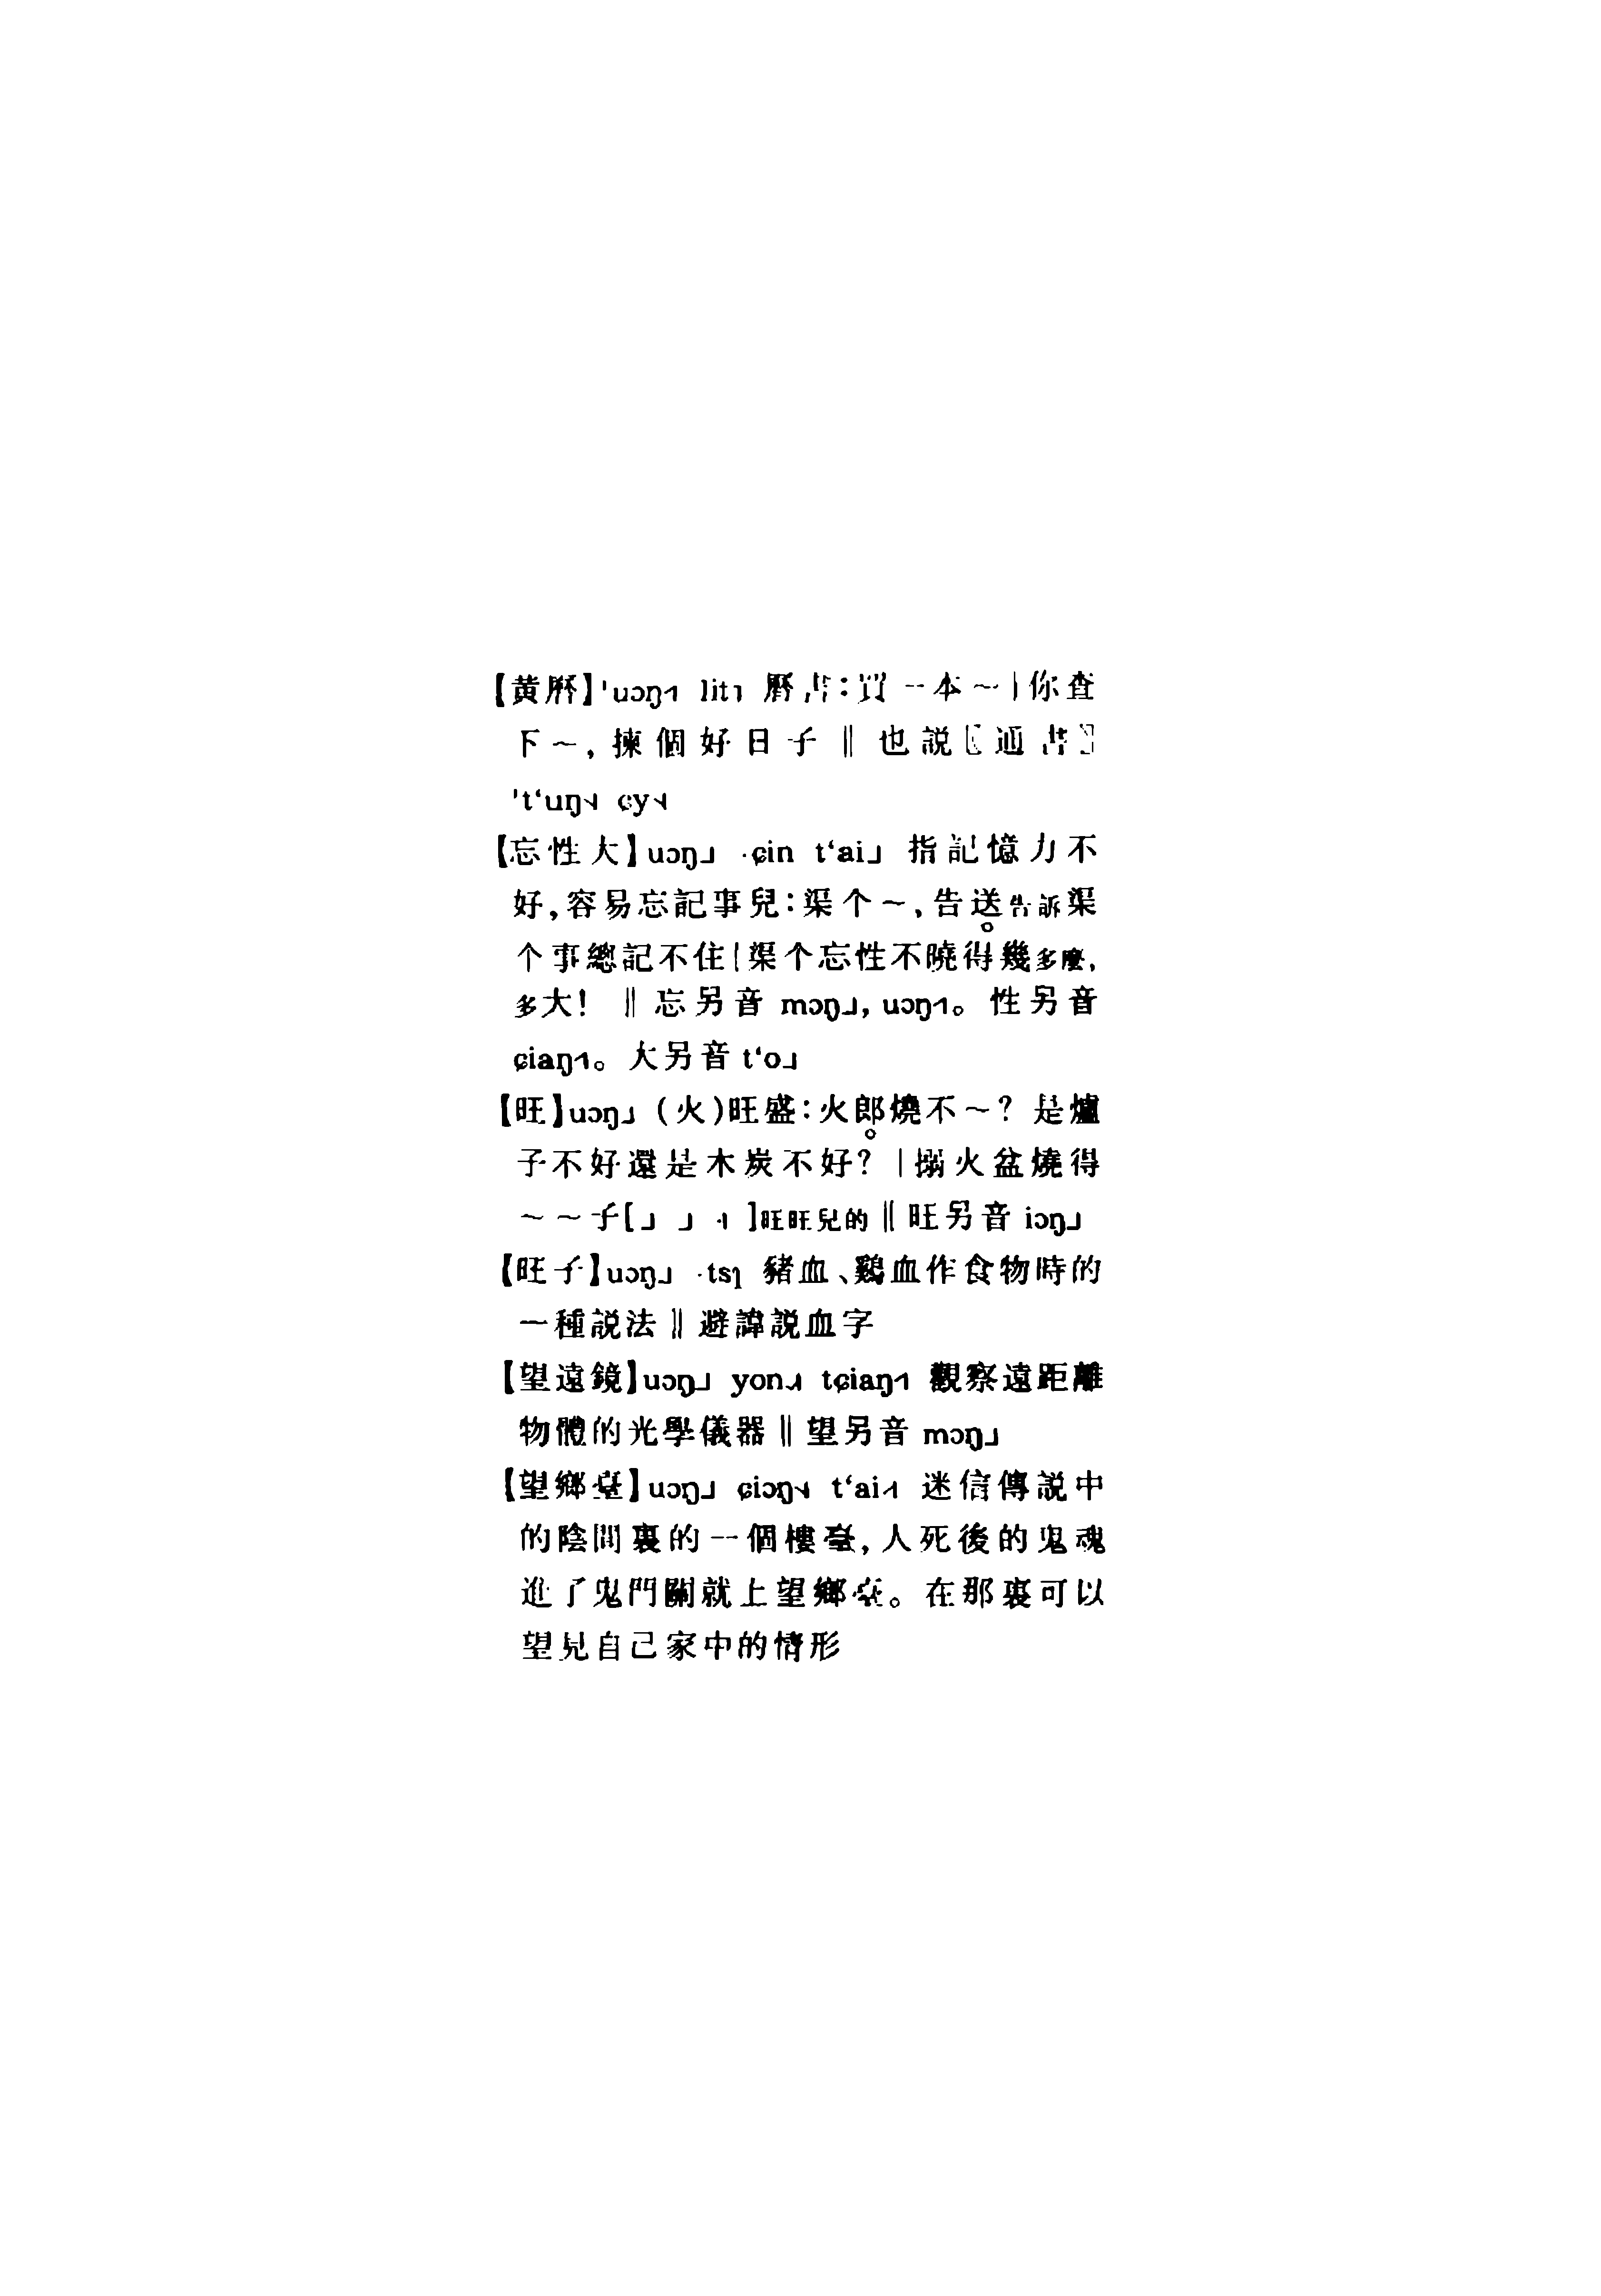 【黄曆】ˈuɔŋ˧˥ lit˥ 曆書：買一本～｜你查
下～，揀個好日子‖也説〖通書〗
ˈt‘uŋ˨˦ ɕy˨˦
【忘性大】uɔŋ˩ ·ɕin t‘ai˩ 指記憶力不
好，容易忘記事兒：渠个～，告送告訴渠
个事總記不住｜渠个忘性不曉得幾多麽，
多大！‖忘另音 mɔŋ˩，uɔŋ˧˥。性另音
ɕiaŋ˧˥。大另音 t‘o˩
【旺】uɔŋ˩（火）旺盛：火郎燒不～？是爐
子不好還是木炭不好？｜搦火盆燒得
～～子[˩ ˩ ˧˥]旺旺兒的‖旺另音 iɔŋ˩
【旺子】uɔŋ˩ ·tsɿ 豬血、鷄血作食物時的
一種説法‖避諱説血字
【望遠鏡】uɔŋ˩ yon˨˩˧ tɕiaŋ˧˥ 觀察遠距離
物體的光學儀器‖望另音 mɔŋ˩
【望鄉臺】uɔŋ˩ ɕiɔŋ˨˦ t‘ai˧˥ 迷信傳説中
的陰間裏的一個樓臺，人死後的鬼魂
進了鬼門關就上望鄉臺。在那裏可以
望見自己家中的情形